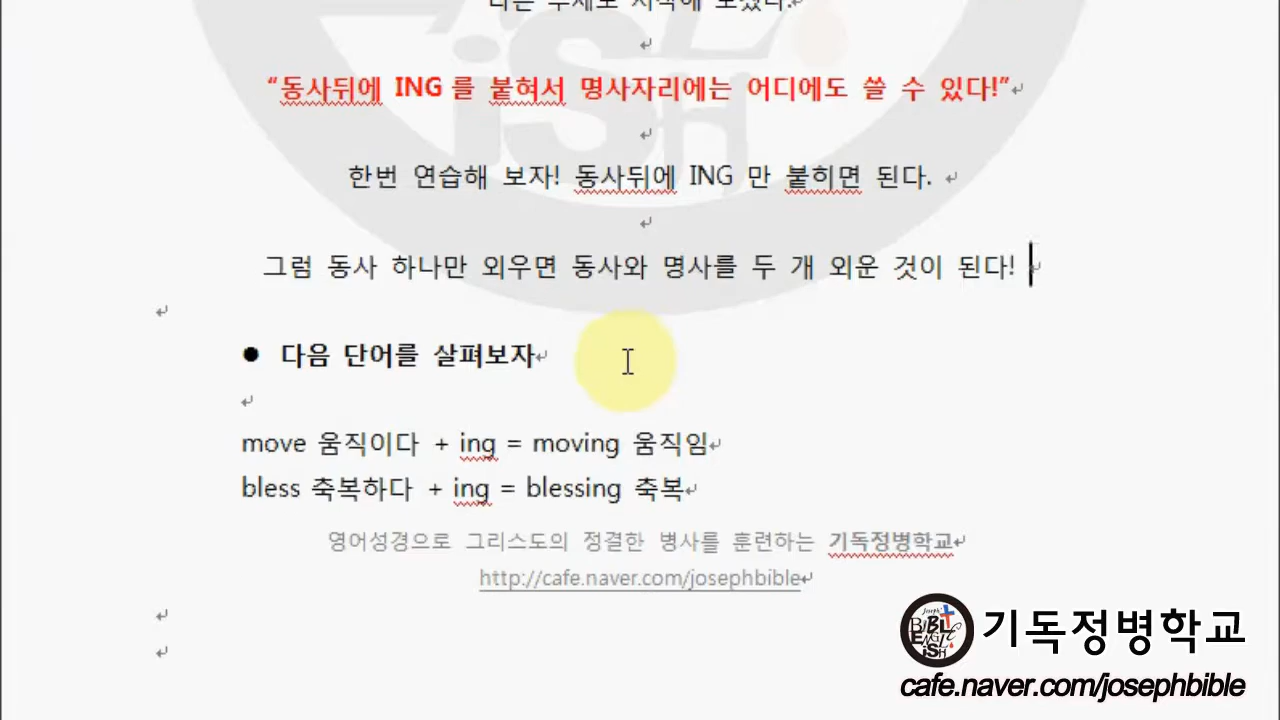 “동사뒤에 ING 를 붙혀서 명사자리에는 어디에도 쓸 수 있다!”
한번 연습해 보자! 동사뒤에 ING 만 붙히면 된다.
그럼 동사 하나만 외우면 동사와 명사를 두 개 외운 것이 된다!
● 다음 단어를 살펴보자
move 움직이다 + ing = moving 움직임
bless 축복하다 + ing = blessing 축복
영어성경으로 그리스도의 정결한 병사를 훈련하는 기독정병학교
http://cafe.naver.com/josephbible
Joseph's
BIBLE
ENGLISH
기독정병학교
cafe.naver.com/josephbible